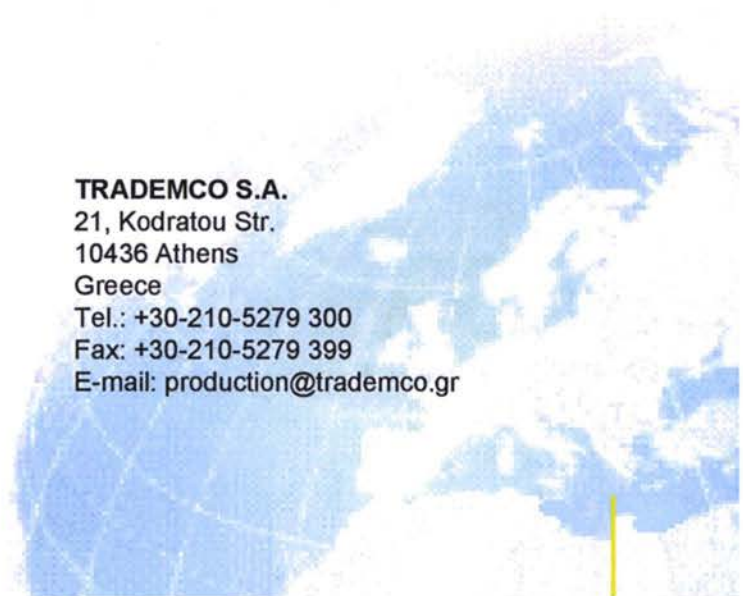 TRADEMCO S.A.
21, Kodratou Str.
10436 Athens
Greece
Tel.: +30-210-5279 300
Fax: +30-210-5279 399
E-mail: production@trademco.gr